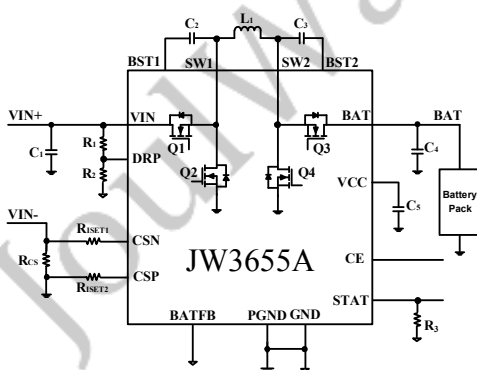 C2 L1 C3
BST1 SW1 SW2 BST2
VIN+ VIN BAT BAT
Q1 Q3
C1 R1 C4
DRP
R2 Q2 Q4
VCC
VIN- C5 Battery
Pack
RISET1 CSN
CE
RCS JW3655A
RISET2 CSP
STAT
BATFB PGND GND R3
JoulW